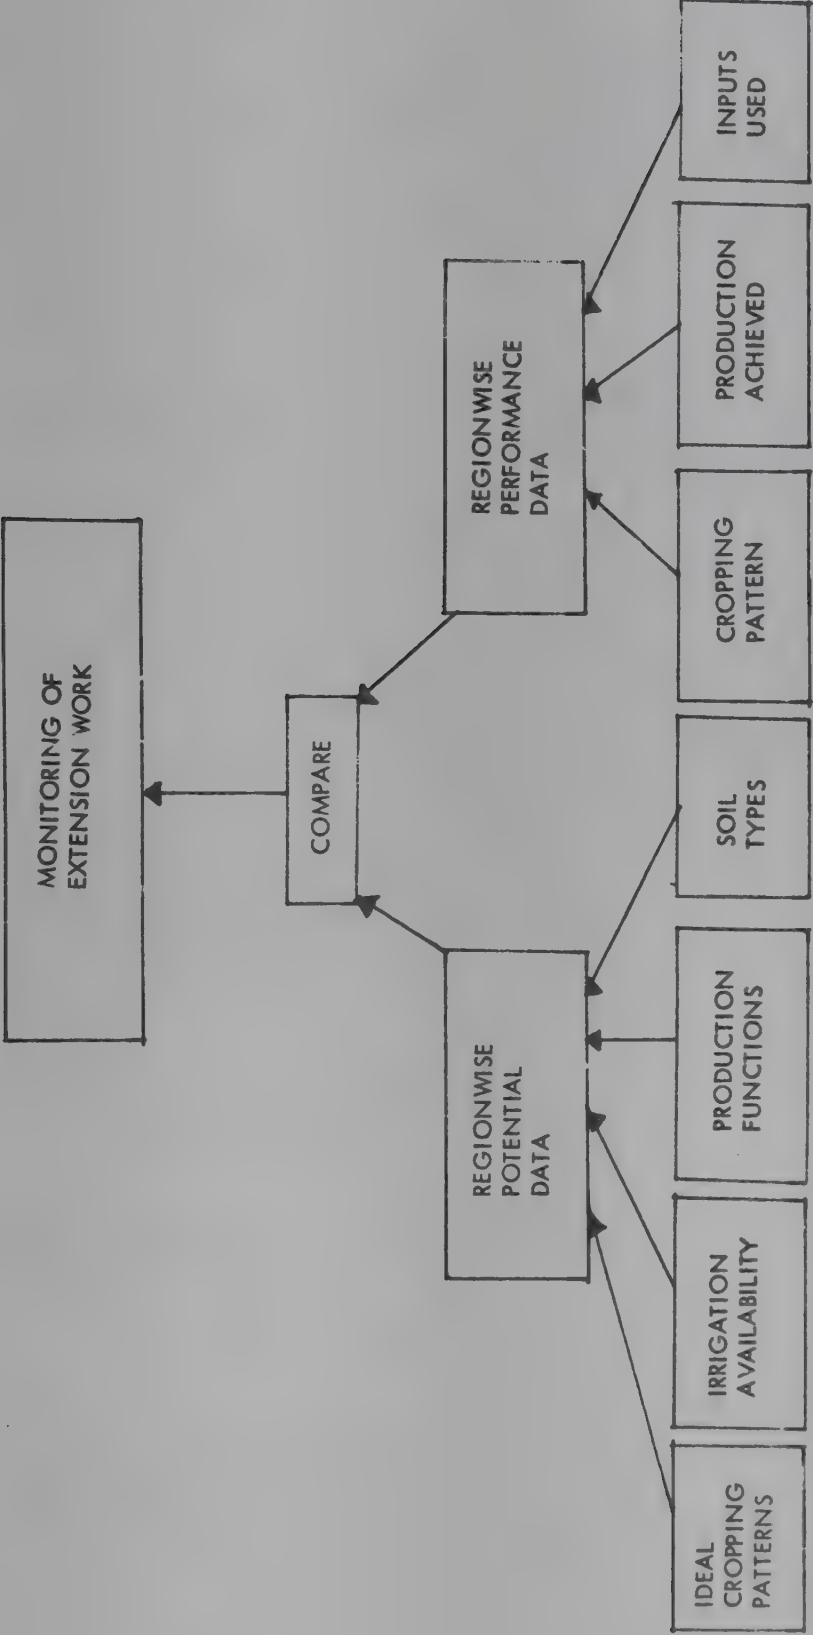 MONITORING OF
EXTENSION WORK
COMPARE
REGIONWISE
POTENTIAL
DATA
REGIONWISE
PERFORMANCE
DATA
IDEAL
CROPPING
PATTERNS
IRRIGATION
AVAILABILITY
PRODUCTION
FUNCTIONS
SOIL
TYPES
CROPPING
PATTERN
PRODUCTION
ACHIEVED
INPUTS
USED